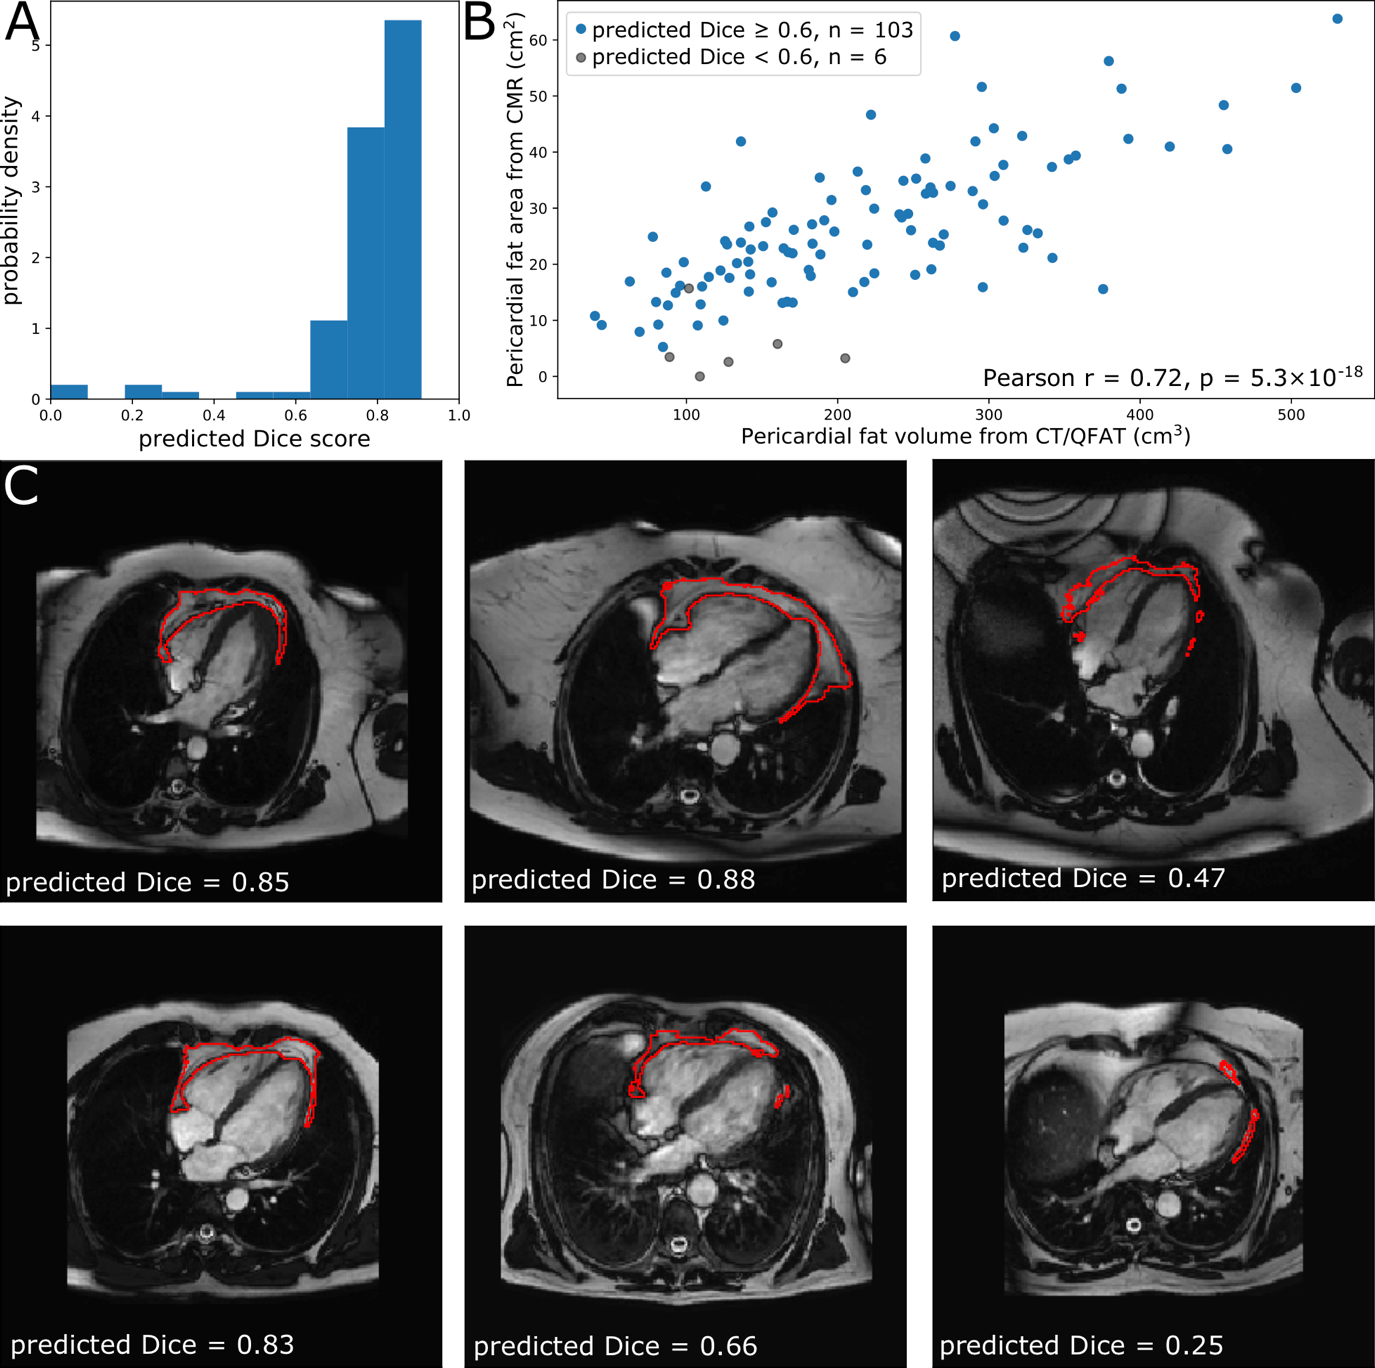 A
probability density
5
4
3
2
1
0
0.0 0.2 0.4 0.6 0.8 1.0
predicted Dice score
B
Pericardial fat area from CMR (cm²)
60
50
40
30
20
10
0
predicted Dice ≥ 0.6, n = 103
predicted Dice < 0.6, n = 6
Pearson r = 0.72, p = 5.3×10⁻¹⁸
100 200 300 400 500
Pericardial fat volume from CT/QFAT (cm³)
C
predicted Dice = 0.85
predicted Dice = 0.88
predicted Dice = 0.47
predicted Dice = 0.83
predicted Dice = 0.66
predicted Dice = 0.25